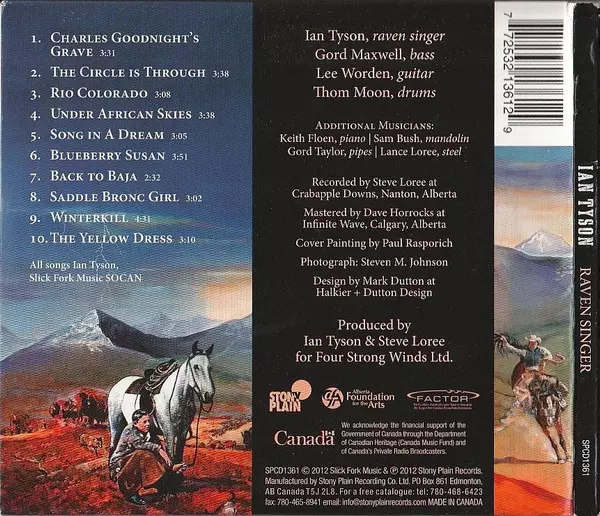 1. CHARLES GOODNIGHT'S
GRAVE 3:31
2. THE CIRCLE IS THROUGH 3:38
3. RIO COLORADO 3:08
4. UNDER AFRICAN SKIES 3:38
5. SONG IN A DREAM 3:05
6. BLUEBERRY SUSAN 3:51
7. BACK TO BAJA 2:32
8. SADDLE BRONC GIRL 3:02
9. WINTERKILL 4:31
10. THE YELLOW DRESS 3:10
All songs Ian Tyson,
Slick Fork Music SOCAN
Ian Tyson, raven singer
Gord Maxwell, bass
Lee Worden, guitar
Thom Moon, drums
ADDITIONAL MUSICIANS:
Keith Floen, piano | Sam Bush, mandolin
Gord Taylor, pipes | Lance Loree, steel
Recorded by Steve Loree at
Crabapple Downs, Nanton, Alberta
Mastered by Dave Horrocks at
Infinite Wave, Calgary, Alberta
Cover Painting by Paul Rasporich
Photograph: Steven M. Johnson
Design by Mark Dutton at
Halkier + Dutton Design
Produced by
Ian Tyson & Steve Loree
for Four Strong Winds Ltd.
STONY
PLAIN
Alberta
Foundation
for the Arts
FACTOR
Canada
We acknowledge the financial support of the
Government of Canada through the Department
of Canadian Heritage (Canada Music Fund) and
of Canada's Private Radio Broadcasters.
SPCD1361 © 2012 Slick Fork Music & ℗ 2012 Stony Plain Records.
Manufactured by Stony Plain Recording Co. Ltd. PO Box 861 Edmonton,
AB Canada T5J 2L8. For a free catalogue: tel/ 780-468-6423
fax/ 780-465-8941 email/ info@stonyplainrecords.com MADE IN CANADA
7 72532 13612 9
IAN TYSON RAVEN SINGER SPCD1361